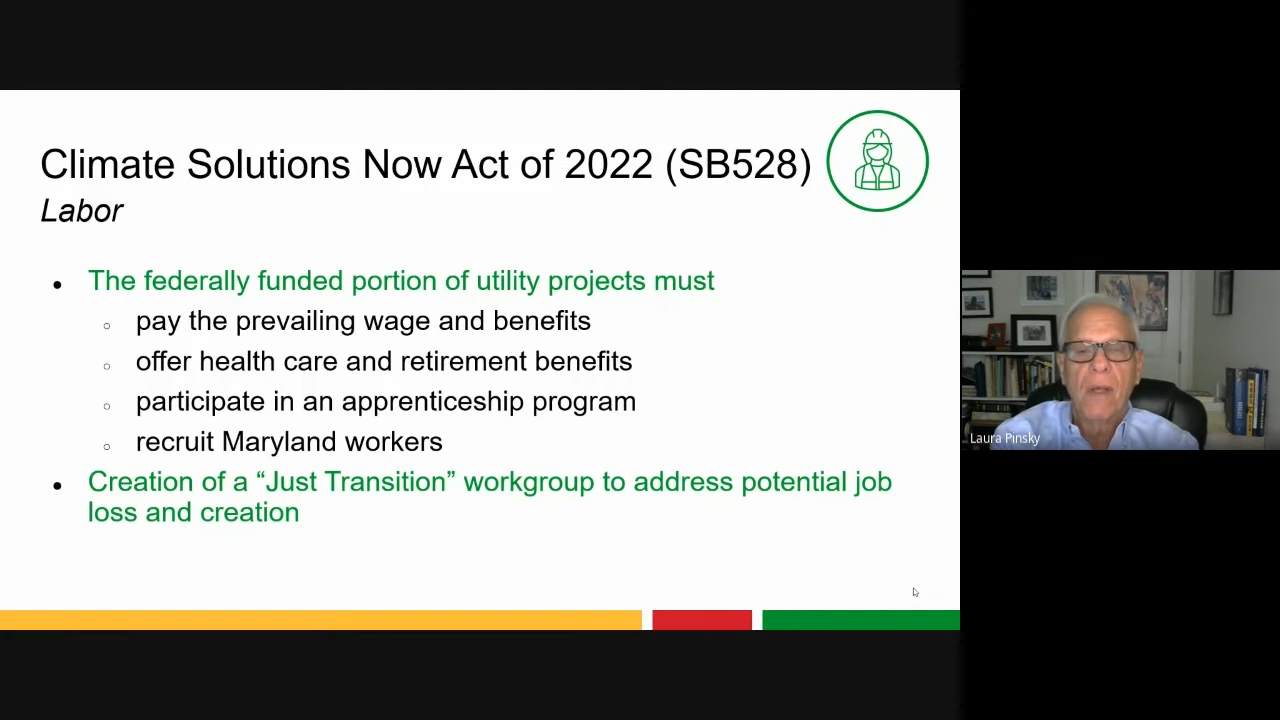 Climate Solutions Now Act of 2022 (SB528)
Labor
The federally funded portion of utility projects must
pay the prevailing wage and benefits
offer health care and retirement benefits
participate in an apprenticeship program
recruit Maryland workers
Creation of a “Just Transition” workgroup to address potential job
loss and creation
Laura Pinsky